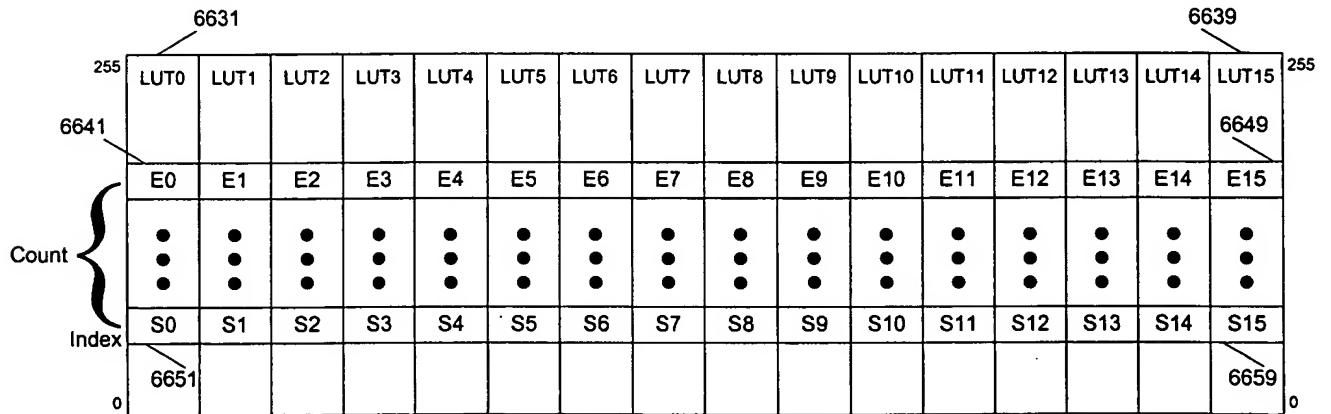 6631 6639
255 LUT0 LUT1 LUT2 LUT3 LUT4 LUT5 LUT6 LUT7 LUT8 LUT9 LUT10 LUT11 LUT12 LUT13 LUT14 LUT15 255
6641 6649
E0 E1 E2 E3 E4 E5 E6 E7 E8 E9 E10 E11 E12 E13 E14 E15
Count
Index S0 S1 S2 S3 S4 S5 S6 S7 S8 S9 S10 S11 S12 S13 S14 S15
6651 6659
0 0